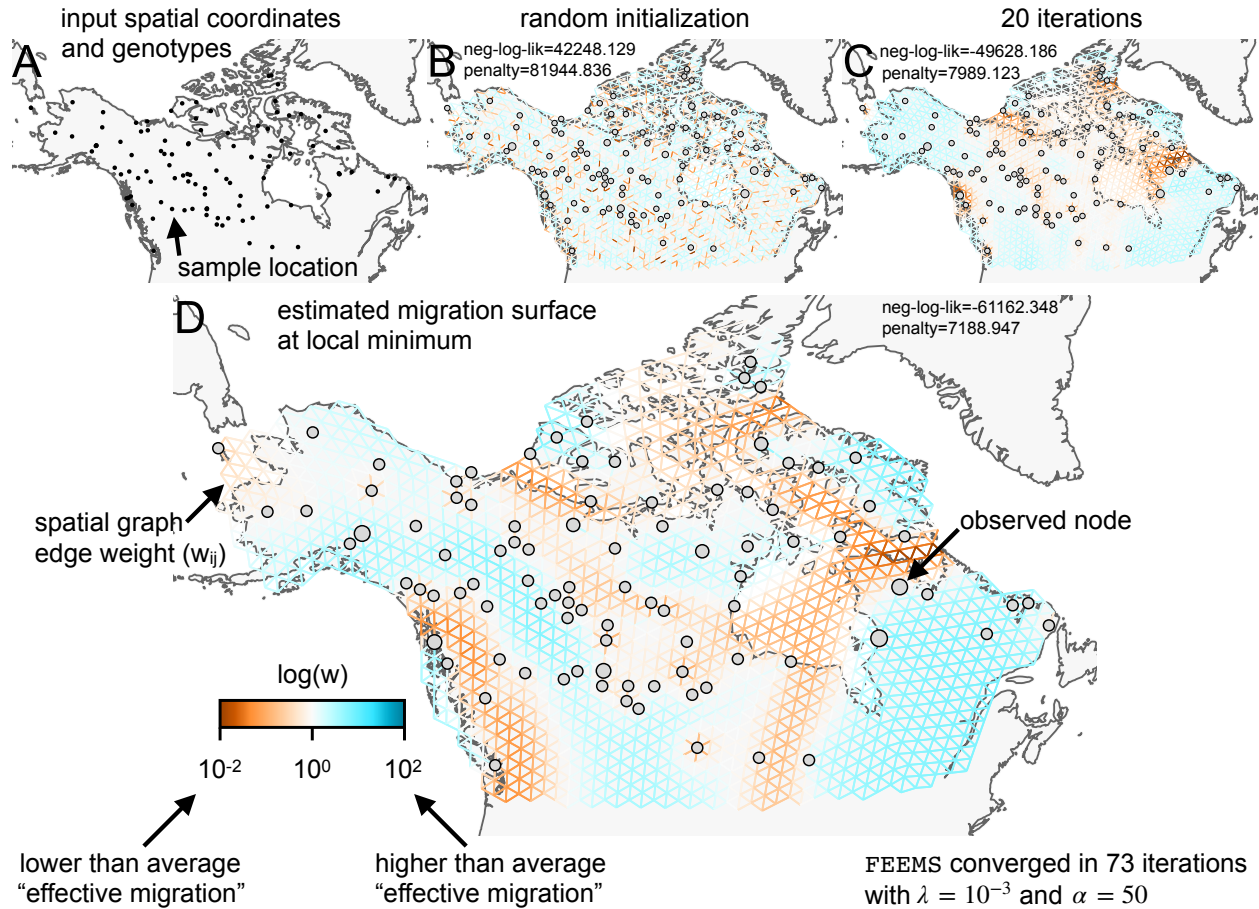 input spatial coordinates
and genotypes
random initialization
20 iterations
A
B
neg-log-lik=42248.129
penalty=81944.836
C
neg-log-lik=-49628.186
penalty=7989.123
sample location
D
estimated migration surface
at local minimum
neg-log-lik=-61162.348
penalty=7188.947
spatial graph
edge weight (wij)
observed node
log(w)
10⁻² 10⁰ 10²
lower than average
“effective migration”
higher than average
“effective migration”
FEEMS converged in 73 iterations
with λ = 10⁻³ and α = 50